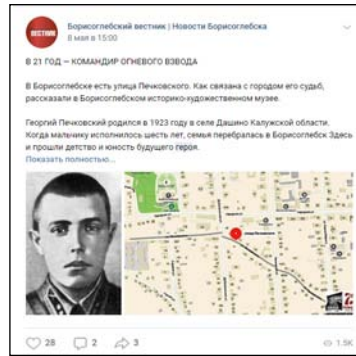 ВЕСТНИК
Борисоглебский вестник | Новости Борисоглебска
8 мая в 15:00
В 21 ГОД — КОМАНДИР ОГНЕВОГО ВЗВОДА
В Борисоглебске есть улица Печковского. Как связана с городом его судьб,
рассказали в Борисоглебском историко-художественном музее.
Георгий Печковский родился в 1923 году в селе Дашино Калужской области.
Когда мальчику исполнилось шесть лет, семья перебралась в Борисоглебск Здесь
и прошли детство и юность будущего героя.
Показать полностью...
28 2 3 1.5K